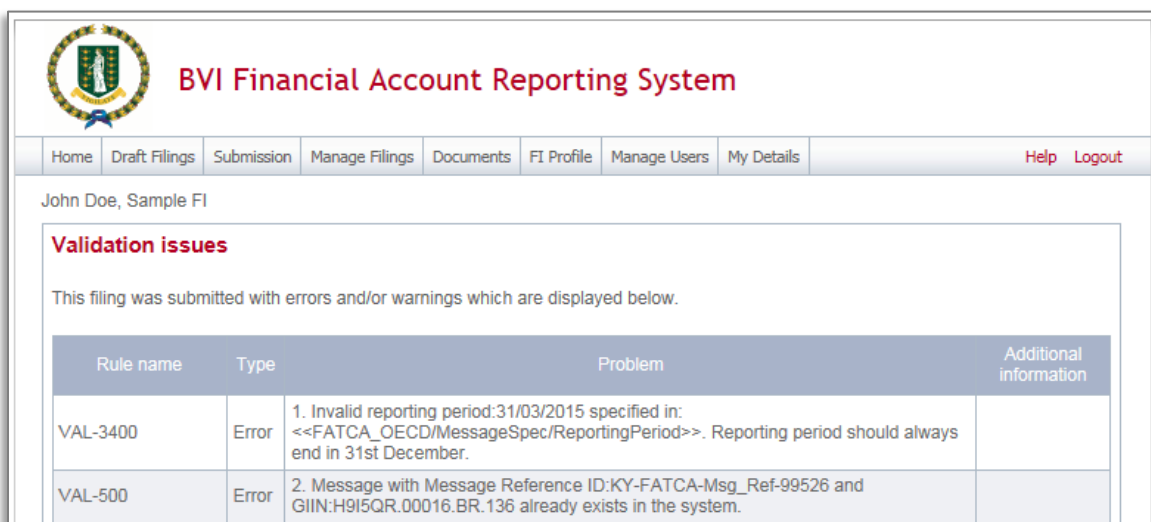 BVI Financial Account Reporting System
Home Draft Filings Submission Manage Filings Documents FI Profile Manage Users My Details Help Logout
John Doe, Sample FI
Validation issues
This filing was submitted with errors and/or warnings which are displayed below.
Rule name Type Problem Additional information
VAL-3400 Error 1. Invalid reporting period:31/03/2015 specified in:
<<FATCA_OECD/MessageSpec/ReportingPeriod>>. Reporting period should always
end in 31st December.
VAL-500 Error 2. Message with Message Reference ID:KY-FATCA-Msg_Ref-99526 and
GIIN:H9I5QR.00016.BR.136 already exists in the system.